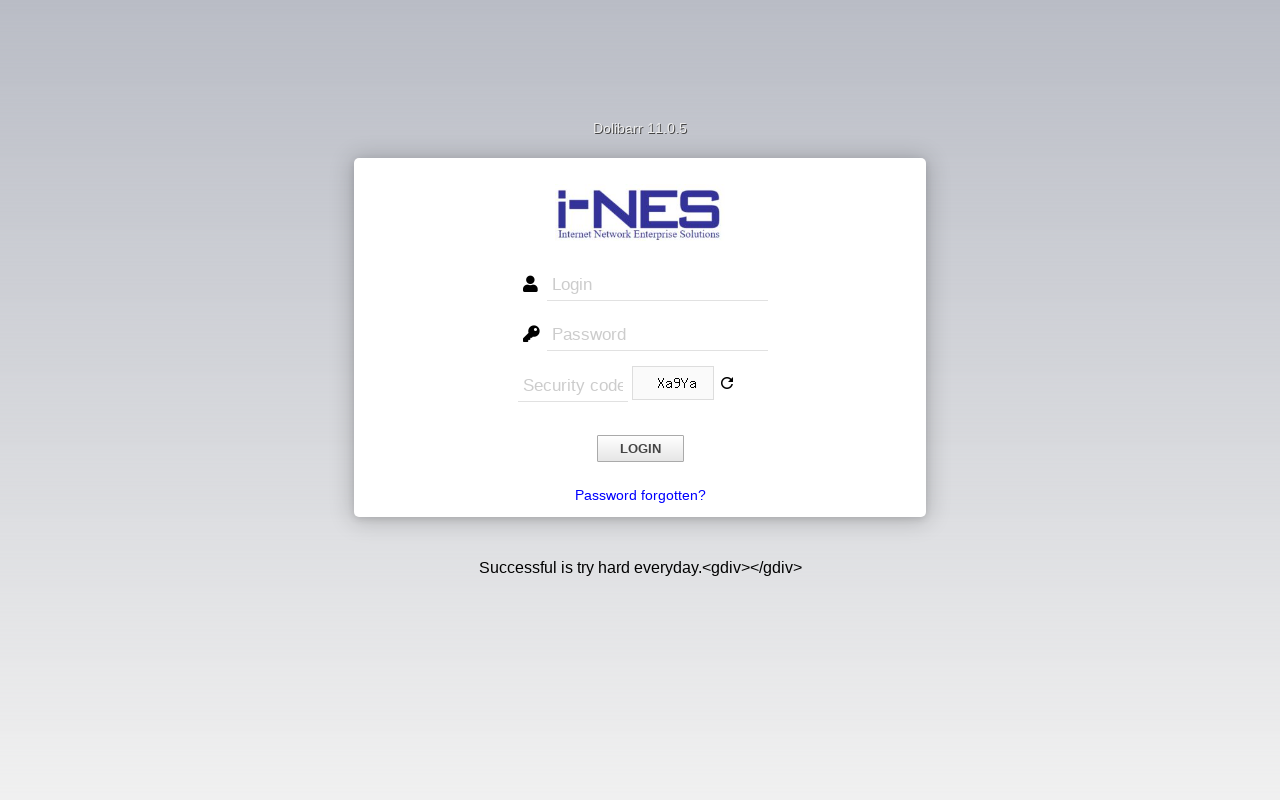 Dolibarr 11.0.5
i-NES
Internet Network Enterprise Solutions
Login
Password
Security code
Xa9Ya
LOGIN
Password forgotten?
Successful is try hard everyday.<gdiv></gdiv>